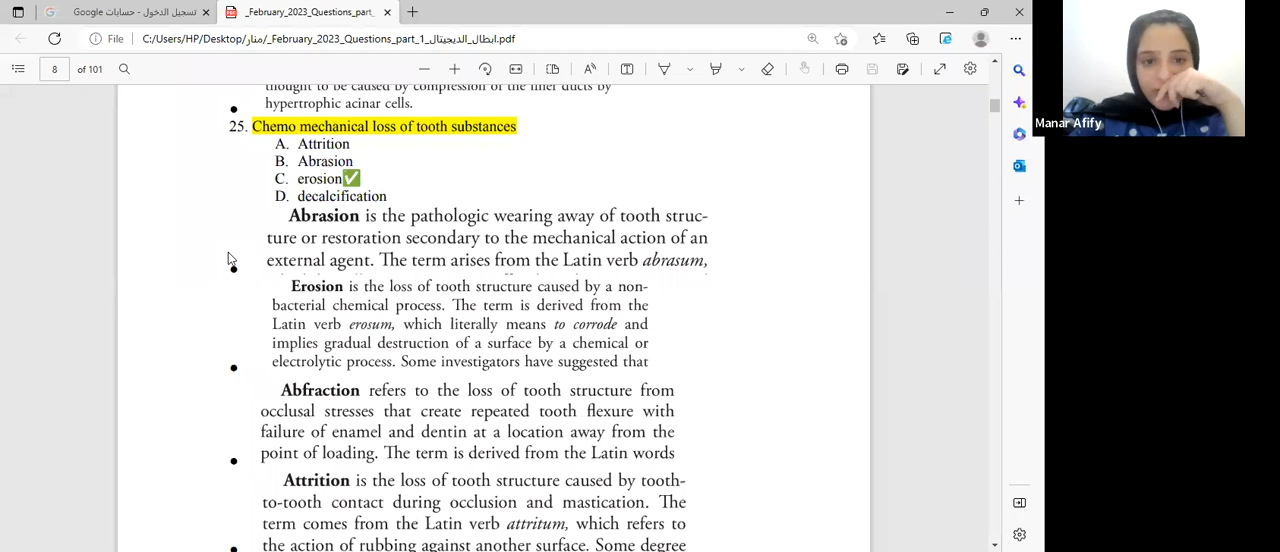 تسجيل الدخول - حسابات Google
_February_2023_Questions_part_
File
C:/Users/HP/Desktop/منار/_February_2023_Questions_part_1_ابطال_الديجيتال.pdf
8 of 101
Manar Afify
thought to be caused by compression of the finer ducts by
hypertrophic acinar cells.
25. Chemo mechanical loss of tooth substances
A. Attrition
B. Abrasion
C. erosion✅
D. decalcification
Abrasion is the pathologic wearing away of tooth struc-
ture or restoration secondary to the mechanical action of an
external agent. The term arises from the Latin verb abrasum,
Erosion is the loss of tooth structure caused by a non-
bacterial chemical process. The term is derived from the
Latin verb erosum, which literally means to corrode and
implies gradual destruction of a surface by a chemical or
electrolytic process. Some investigators have suggested that
Abfraction refers to the loss of tooth structure from
occlusal stresses that create repeated tooth flexure with
failure of enamel and dentin at a location away from the
point of loading. The term is derived from the Latin words
Attrition is the loss of tooth structure caused by tooth-
to-tooth contact during occlusion and mastication. The
term comes from the Latin verb attritum, which refers to
the action of rubbing against another surface. Some degree